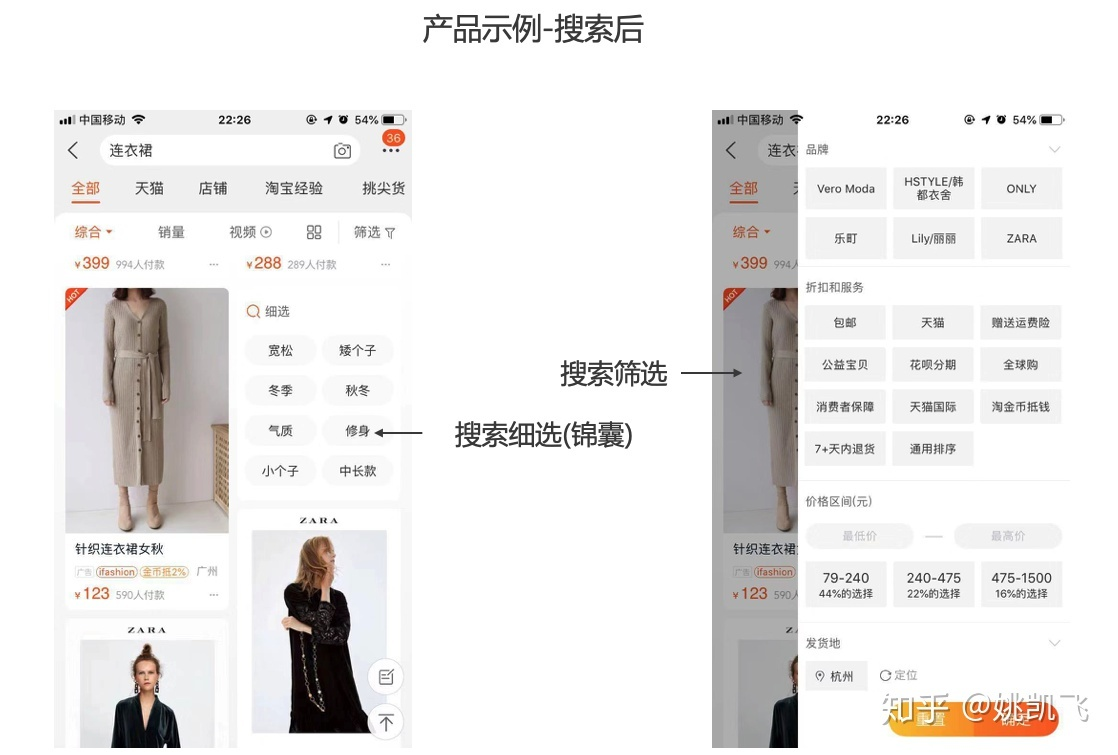 产品示例-搜索后
中国移动 22:26 54%
连衣裙
36
全部 天猫 店铺 淘宝经验 挑尖货
综合 销量 视频 筛选
¥399 994人付款 ... ¥288 289人付款 ...
HOT
细选
宽松 矮个子
冬季 秋冬
气质 修身
小个子 中长款
ZARA
针织连衣裙女秋
广告 ifashion 金币抵2% 广州
¥123 590人付款 ...
ZARA
搜索筛选
搜索细选(锦囊)
中国移动 22:26 54%
连衣
全部
综合
¥399 994人
HOT
针织连衣裙
广告 ifashion
¥123 590人
品牌
Vero Moda HSTYLE/韩都衣舍 ONLY
乐町 Lily/丽丽 ZARA
折扣和服务
包邮 天猫 赠送运费险
公益宝贝 花呗分期 全球购
消费者保障 天猫国际 淘金币抵钱
7+天内退货 通用排序
价格区间(元)
最低价 — 最高价
79-240 240-475 475-1500
44%的选择 22%的选择 16%的选择
发货地
杭州 定位
重置 确定
知乎 @姚凯飞